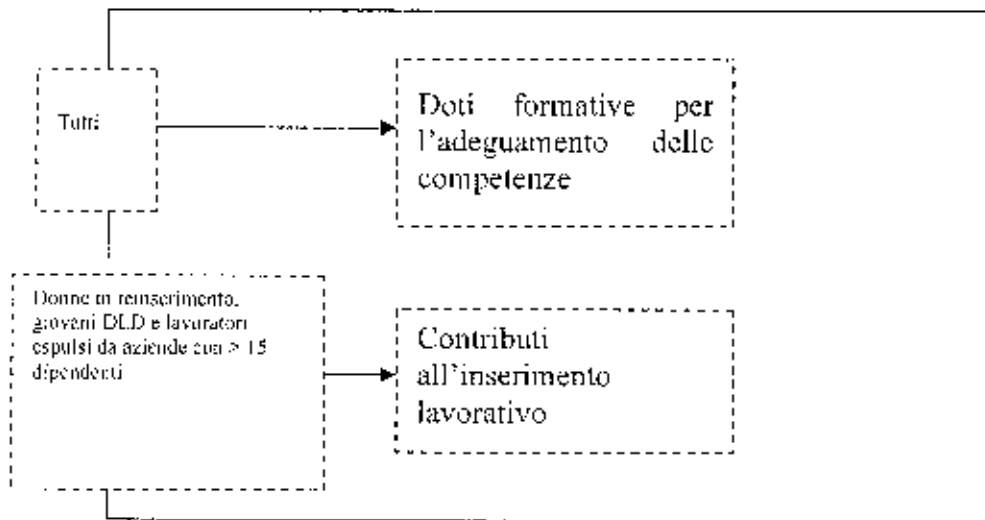 Tutti
Doti formative per
l'adeguamento delle
competenze
Donne in reinserimento,
giovani DLD e lavoratori
espulsi da aziende con > 15
dipendenti
Contributi
all'inserimento
lavorativo